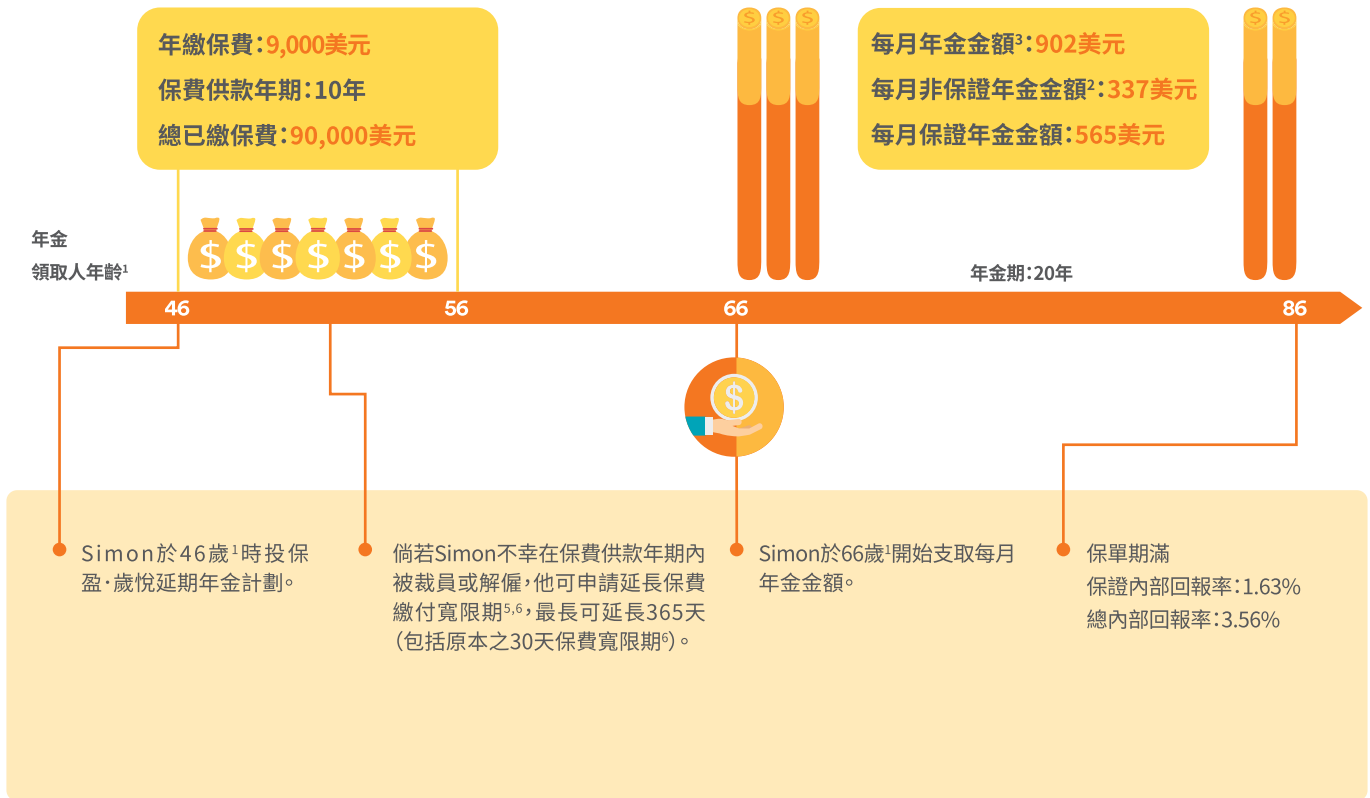 年繳保費：9,000美元
保費供款年期：10年
總已繳保費：90,000美元
每月年金金額³：902美元
每月非保證年金金額²：337美元
每月保證年金金額：565美元
年金
領取人年齡¹
年金期：20年
46
56
66
86
Simon於46歲¹時投保
盈·歲悅延期年金計劃。
倘若Simon不幸在保費供款年期內
被裁員或解僱，他可申請延長保費
繳付寬限期⁵,⁶，最長可延長365天
（包括原本之30天保費寬限期⁶）。
Simon於66歲¹開始支取每月
年金金額。
保單期滿
保證內部回報率：1.63%
總內部回報率：3.56%